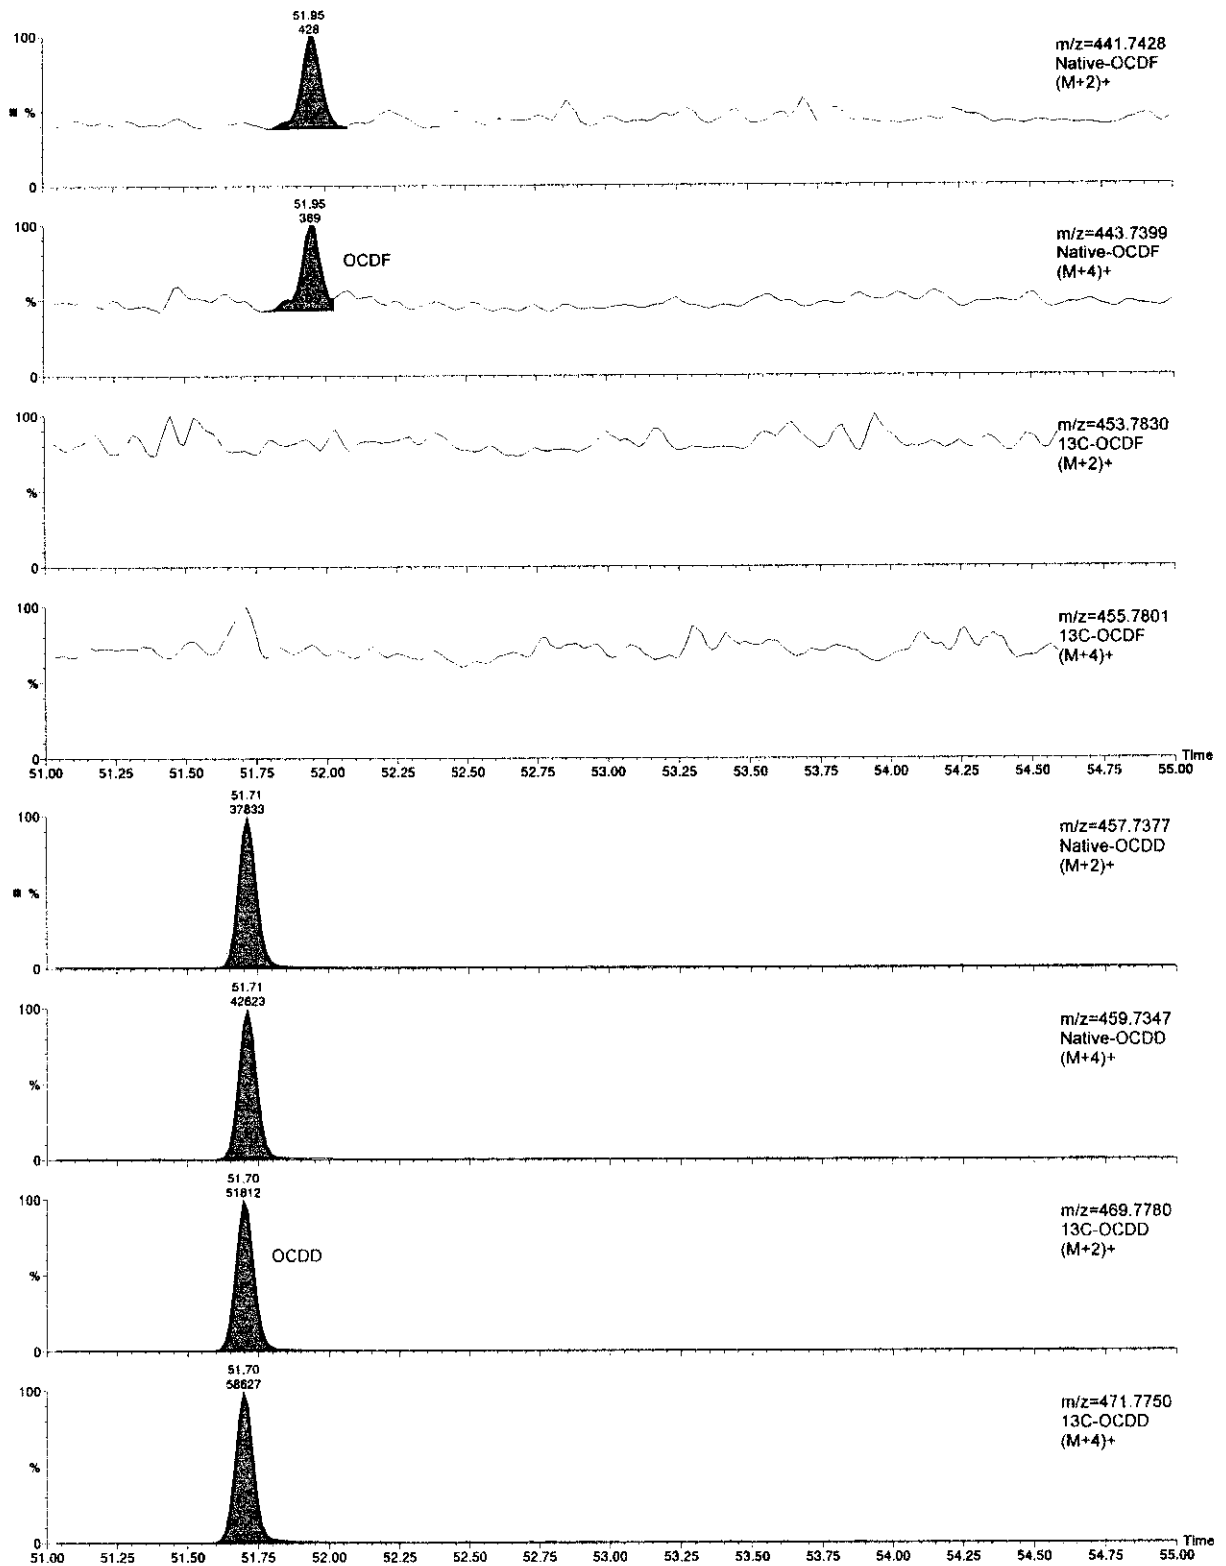 51.95
428
100
m/z=441.7428
Native-OCDF
(M+2)+
%
0
51.95
389
100
m/z=443.7399
Native-OCDF
(M+4)+
OCDF
%
0
100
m/z=453.7830
13C-OCDF
(M+2)+
%
0
100
m/z=455.7801
13C-OCDF
(M+4)+
%
0
Time
51.00 51.25 51.50 51.75 52.00 52.25 52.50 52.75 53.00 53.25 53.50 53.75 54.00 54.25 54.50 54.75 55.00
51.71
37833
100
m/z=457.7377
Native-OCDD
(M+2)+
%
0
51.71
42623
100
m/z=459.7347
Native-OCDD
(M+4)+
%
0
51.70
51812
100
m/z=469.7780
13C-OCDD
(M+2)+
OCDD
%
0
51.70
58627
100
m/z=471.7750
13C-OCDD
(M+4)+
%
0
Time
51.00 51.25 51.50 51.75 52.00 52.25 52.50 52.75 53.00 53.25 53.50 53.75 54.00 54.25 54.50 54.75 55.00